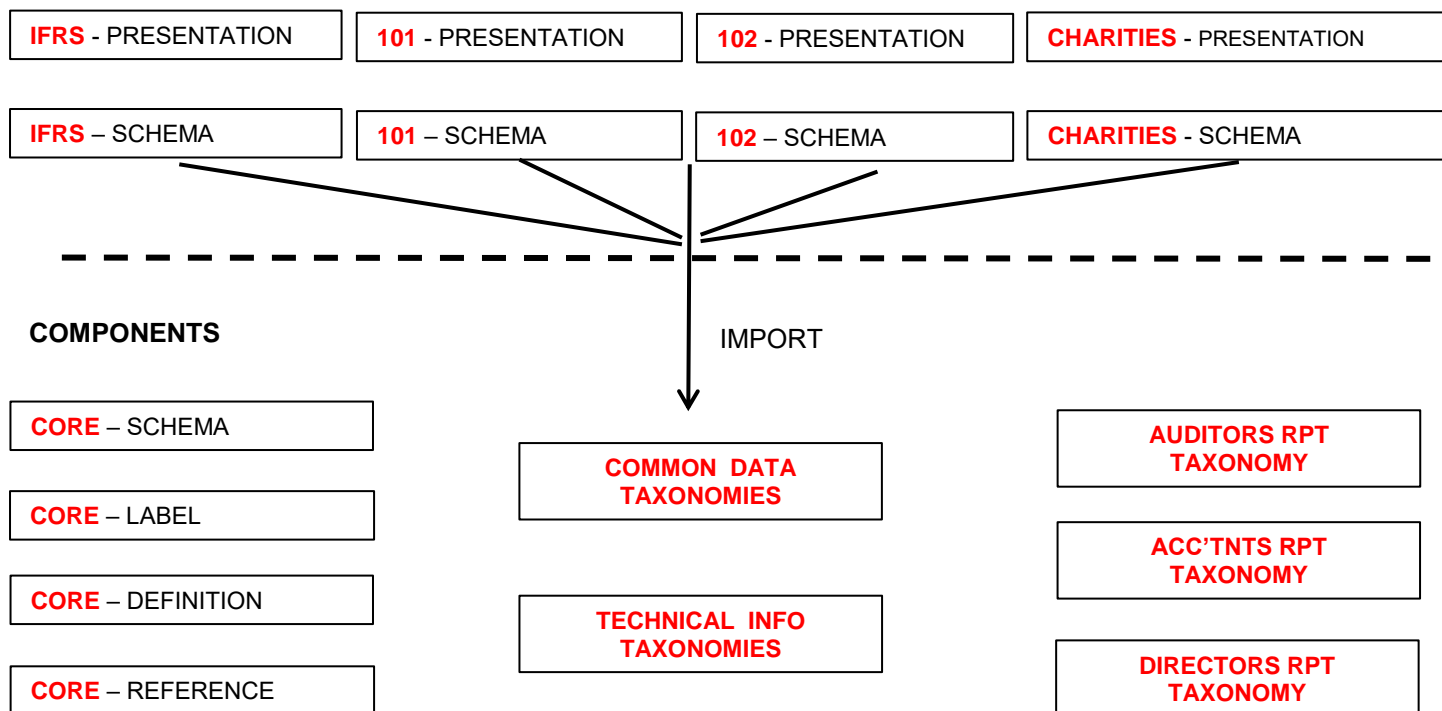 IFRS - PRESENTATION
101 - PRESENTATION
102 - PRESENTATION
CHARITIES - PRESENTATION
IFRS – SCHEMA
101 – SCHEMA
102 – SCHEMA
CHARITIES - SCHEMA
COMPONENTS
IMPORT
CORE – SCHEMA
CORE – LABEL
CORE – DEFINITION
CORE – REFERENCE
COMMON DATA
TAXONOMIES
TECHNICAL INFO
TAXONOMIES
AUDITORS RPT
TAXONOMY
ACC'TNTS RPT
TAXONOMY
DIRECTORS RPT
TAXONOMY